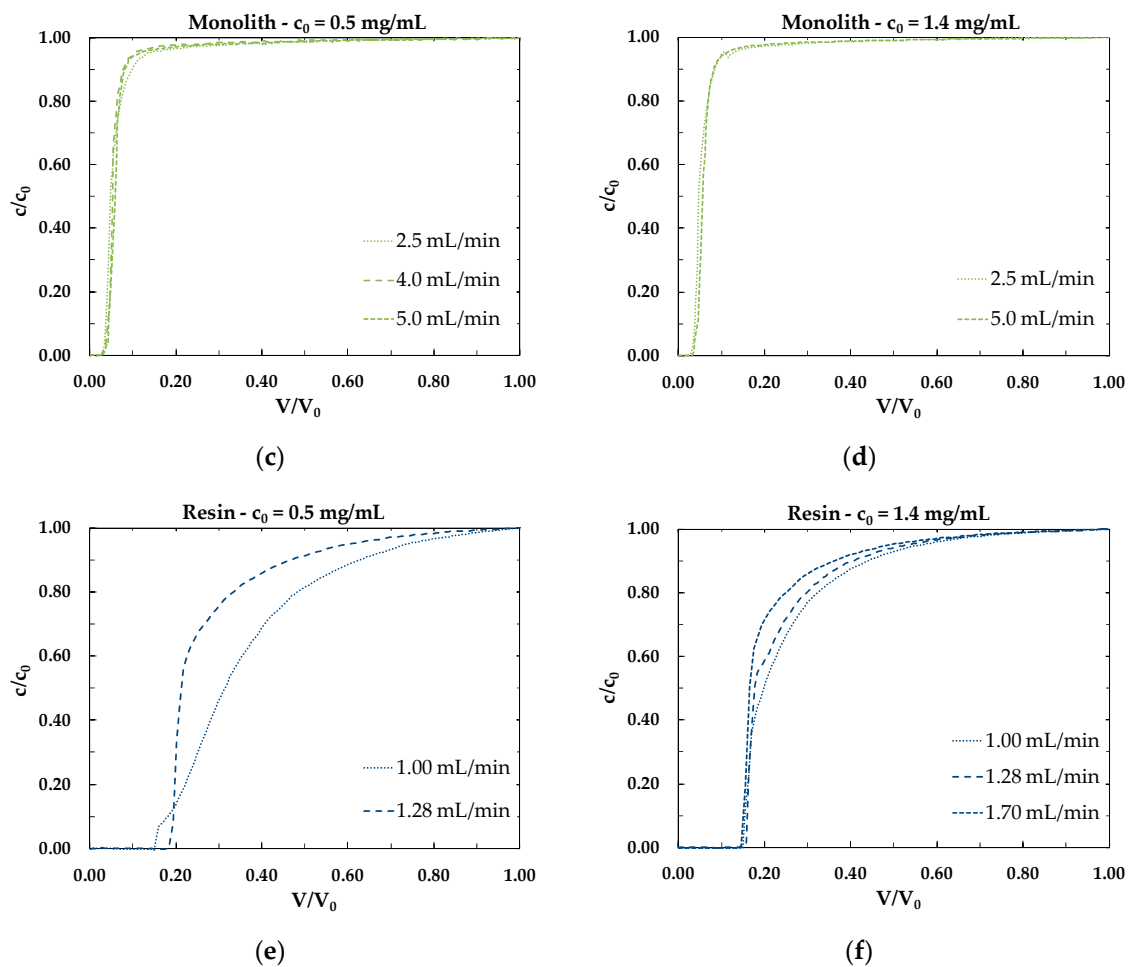 Monolith - c₀ = 0.5 mg/mL
1.00
0.80
0.60
0.40
0.20
0.00
c/c₀
2.5 mL/min
4.0 mL/min
5.0 mL/min
0.00 0.20 0.40 0.60 0.80 1.00
V/V₀
(c)
Monolith - c₀ = 1.4 mg/mL
1.00
0.80
0.60
0.40
0.20
0.00
c/c₀
2.5 mL/min
5.0 mL/min
0.00 0.20 0.40 0.60 0.80 1.00
V/V₀
(d)
Resin - c₀ = 0.5 mg/mL
1.00
0.80
0.60
0.40
0.20
0.00
c/c₀
1.00 mL/min
1.28 mL/min
0.00 0.20 0.40 0.60 0.80 1.00
V/V₀
(e)
Resin - c₀ = 1.4 mg/mL
1.00
0.80
0.60
0.40
0.20
0.00
c/c₀
1.00 mL/min
1.28 mL/min
1.70 mL/min
0.00 0.20 0.40 0.60 0.80 1.00
V/V₀
(f)